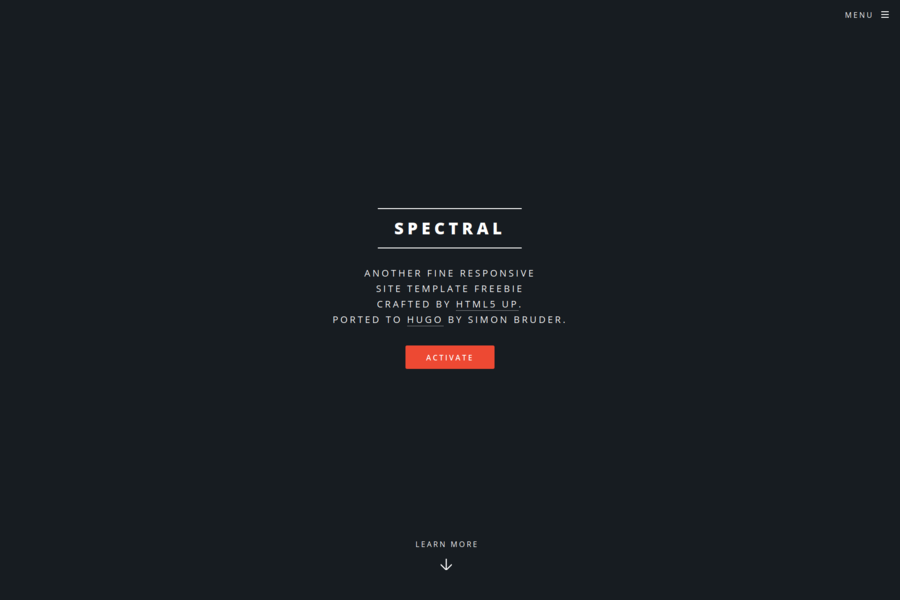 MENU
SPECTRAL
ANOTHER FINE RESPONSIVE
SITE TEMPLATE FREEBIE
CRAFTED BY HTML5 UP.
PORTED TO HUGO BY SIMON BRUDER.
ACTIVATE
LEARN MORE